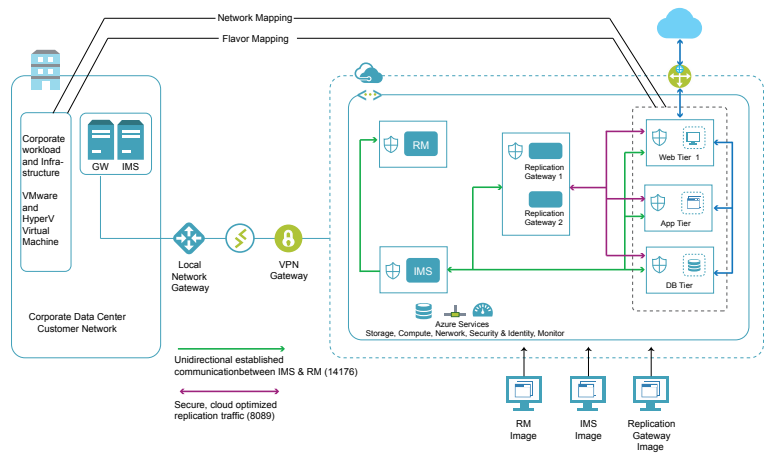 Network Mapping
Flavor Mapping
Corporate
workload
and Infra-
structure
VMware
and
HyperV
Virtual
Machine
GW
IMS
Corporate Data Center
Customer Network
Local
Network
Gateway
VPN
Gateway
RM
IMS
Replication
Gateway 1
Replication
Gateway 2
Web Tier 1
App Tier
DB Tier
Azure Services
Storage, Compute, Network, Security & Identity, Monitor
Unidirectional established
communicationbetween IMS & RM (14176)
Secure, cloud optimized
replication traffic (8089)
RM
Image
IMS
Image
Replication
Gateway
Image